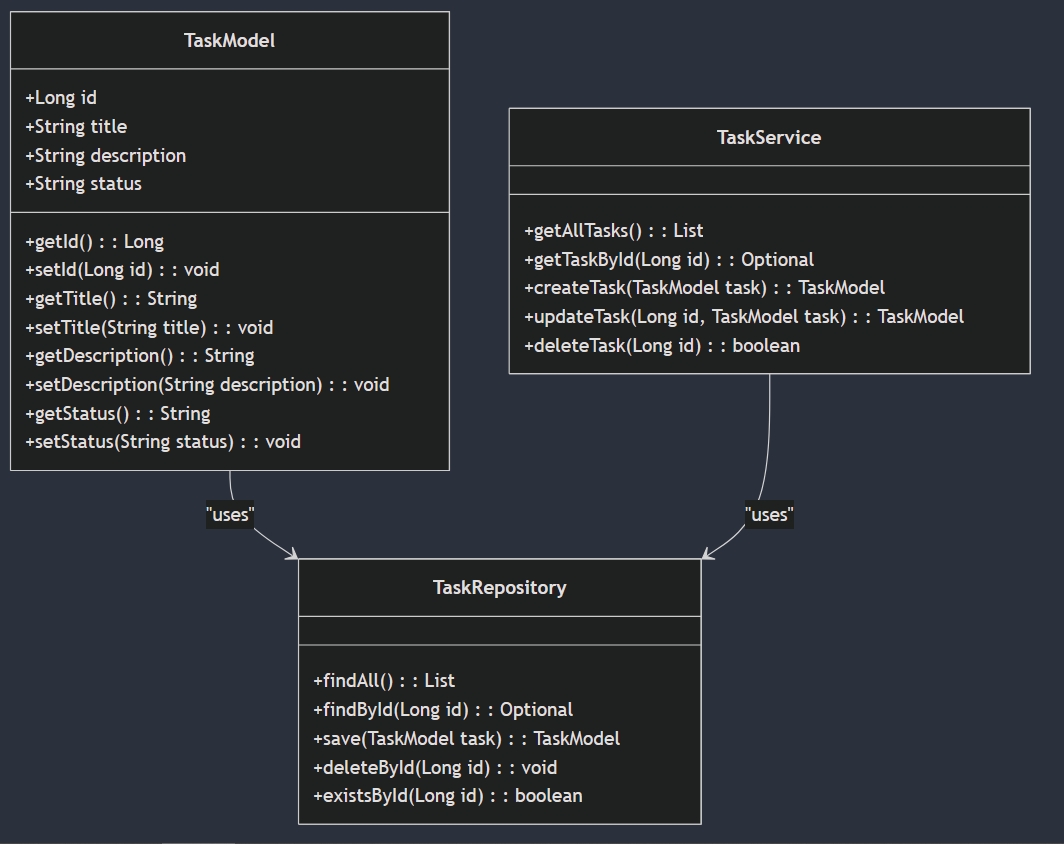 TaskModel
+Long id
+String title
+String description
+String status
+getId() : : Long
+setId(Long id) : : void
+getTitle() : : String
+setTitle(String title) : : void
+getDescription() : : String
+setDescription(String description) : : void
+getStatus() : : String
+setStatus(String status) : : void
TaskService
+getAllTasks() : : List
+getTaskById(Long id) : : Optional
+createTask(TaskModel task) : : TaskModel
+updateTask(Long id, TaskModel task) : : TaskModel
+deleteTask(Long id) : : boolean
"uses"
"uses"
TaskRepository
+findAll() : : List
+findById(Long id) : : Optional
+save(TaskModel task) : : TaskModel
+deleteById(Long id) : : void
+existsById(Long id) : : boolean